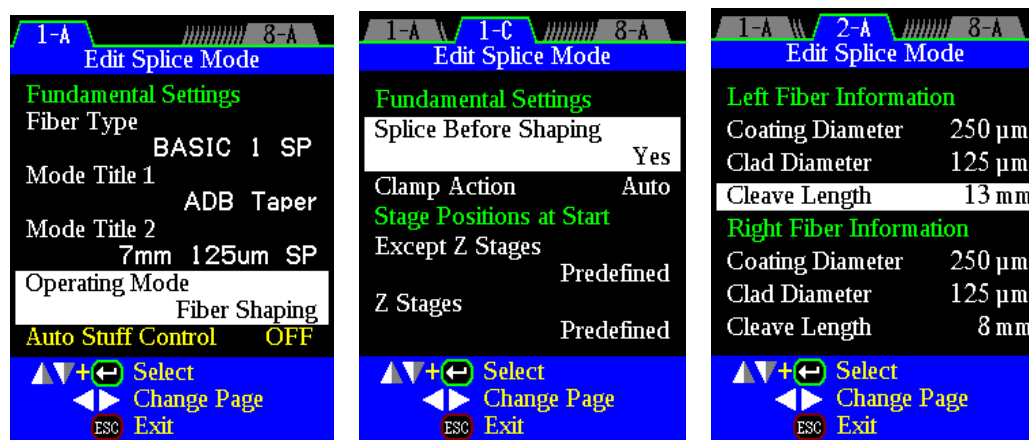 1-A 8-A
Edit Splice Mode
Fundamental Settings
Fiber Type
BASIC 1 SP
Mode Title 1
ADB Taper
Mode Title 2
7mm 125um SP
Operating Mode
Fiber Shaping
Auto Stuff Control OFF
+ Select
Change Page
ESC Exit
1-A 1-C 8-A
Edit Splice Mode
Fundamental Settings
Splice Before Shaping
Yes
Clamp Action Auto
Stage Positions at Start
Except Z Stages
Predefined
Z Stages
Predefined
+ Select
Change Page
ESC Exit
1-A 2-A 8-A
Edit Splice Mode
Left Fiber Information
Coating Diameter 250 µm
Clad Diameter 125 µm
Cleave Length 13 mm
Right Fiber Information
Coating Diameter 250 µm
Clad Diameter 125 µm
Cleave Length 8 mm
+ Select
Change Page
ESC Exit